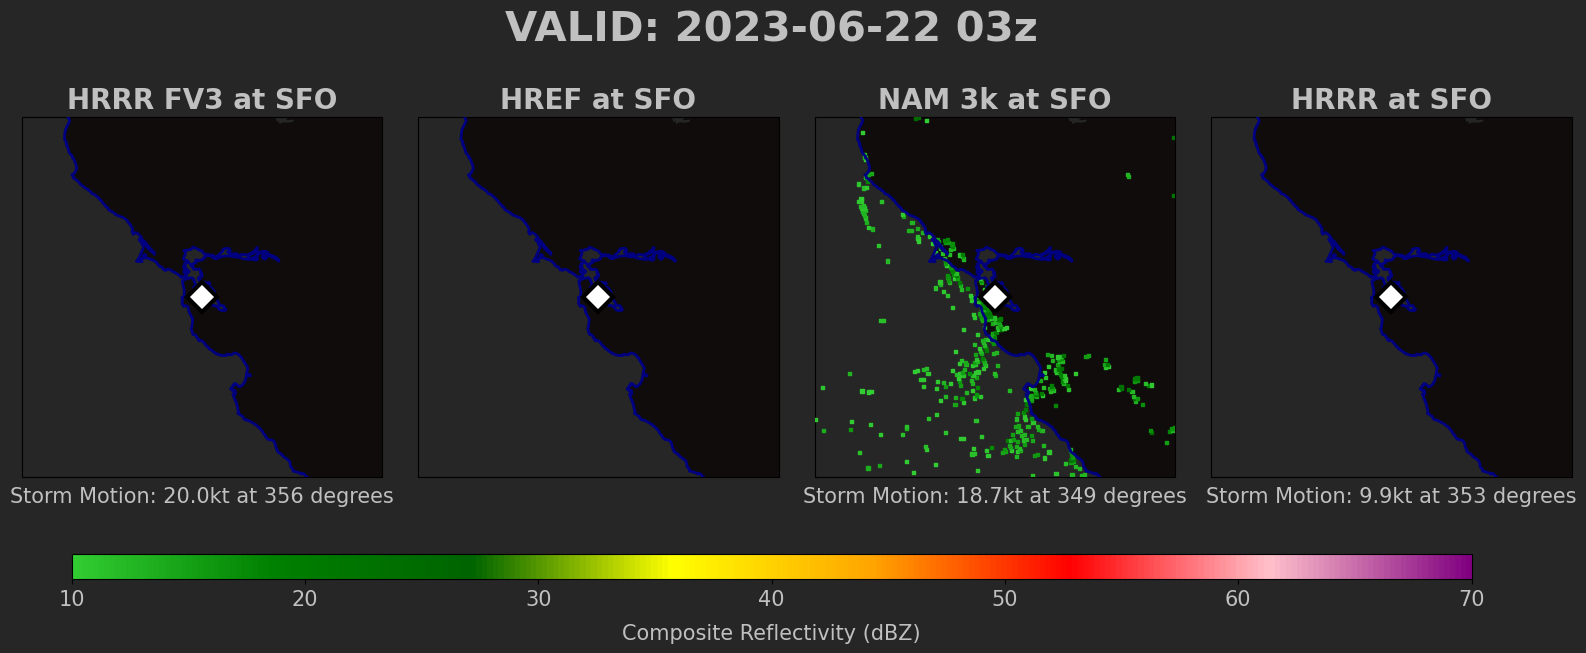 VALID: 2023-06-22 03z
HRRR FV3 at SFO
HREF at SFO
NAM 3k at SFO
HRRR at SFO
Storm Motion: 20.0kt at 356 degrees
Storm Motion: 18.7kt at 349 degrees
Storm Motion: 9.9kt at 353 degrees
10 20 30 40 50 60 70
Composite Reflectivity (dBZ)